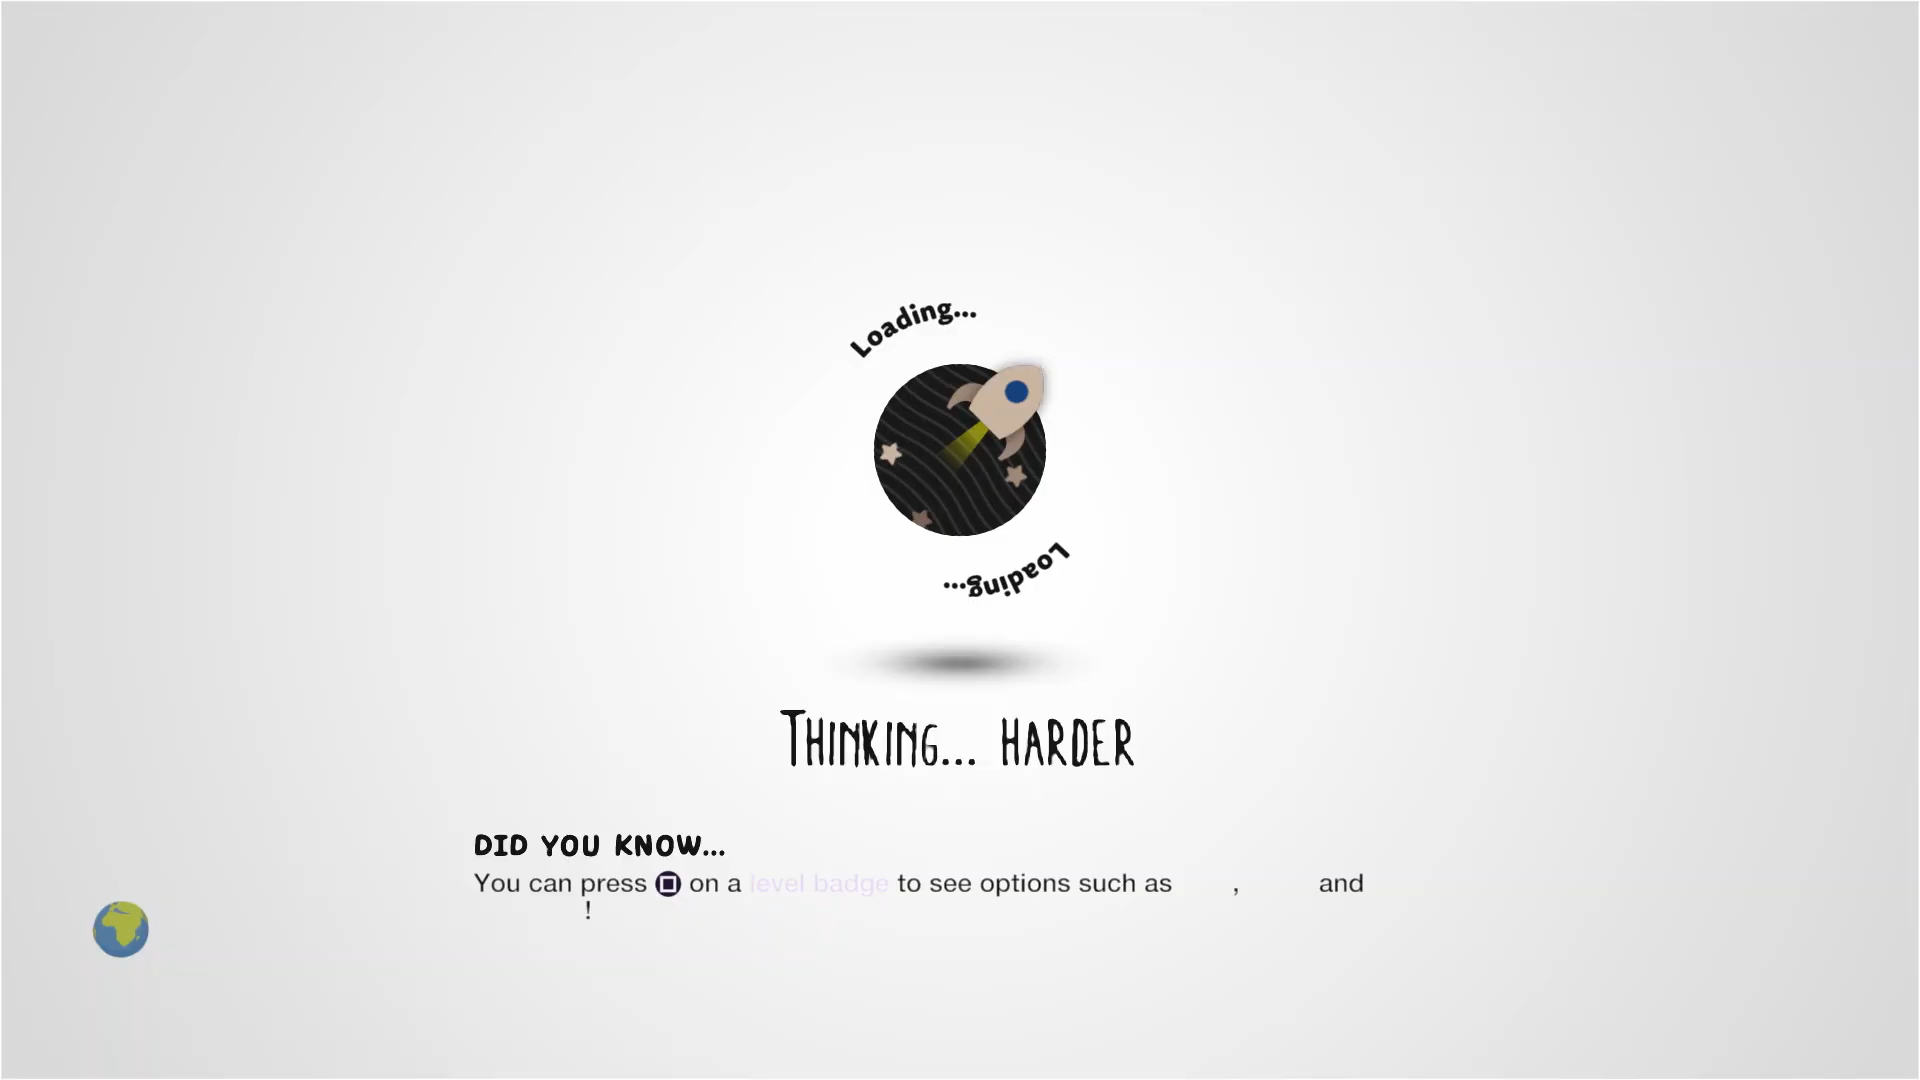 Loading...
Loading...
Thinking... harder
DID YOU KNOW...
You can press on a level badge to see options such as , and
!